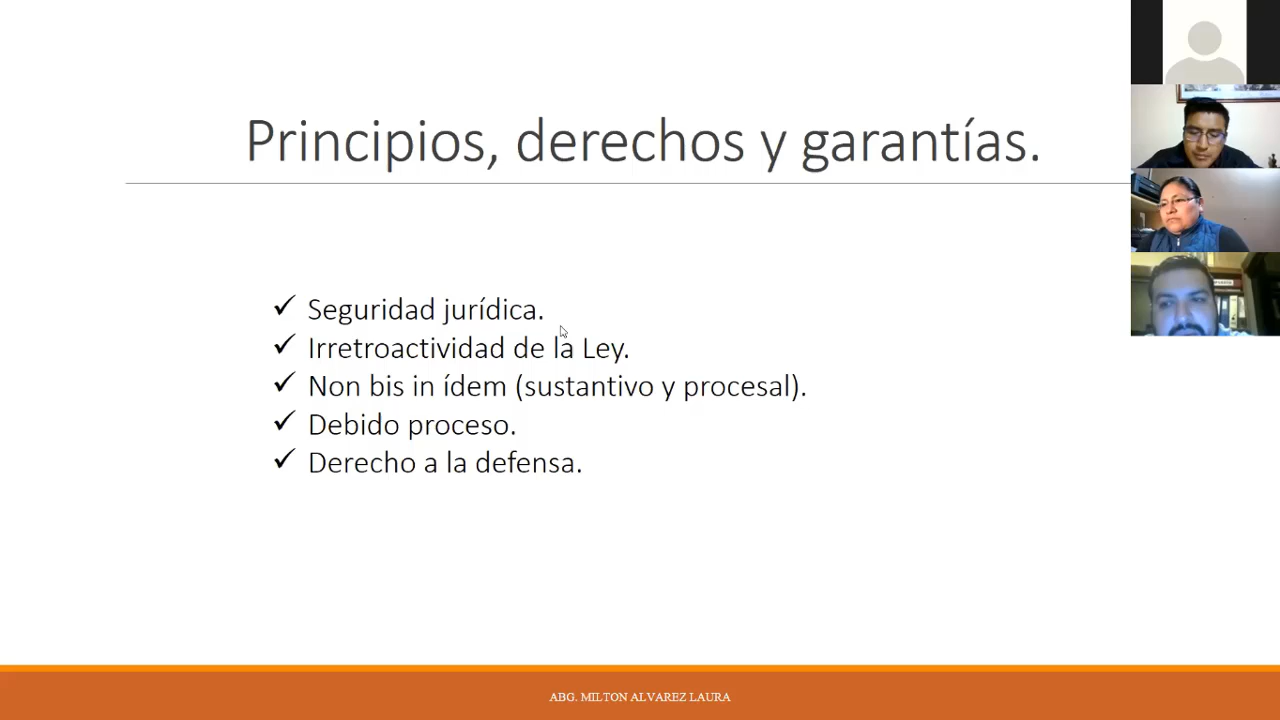 Principios, derechos y garantías.
✓ Seguridad jurídica.
✓ Irretroactividad de la Ley.
✓ Non bis in ídem (sustantivo y procesal).
✓ Debido proceso.
✓ Derecho a la defensa.
ABG. MILTON ALVAREZ LAURA